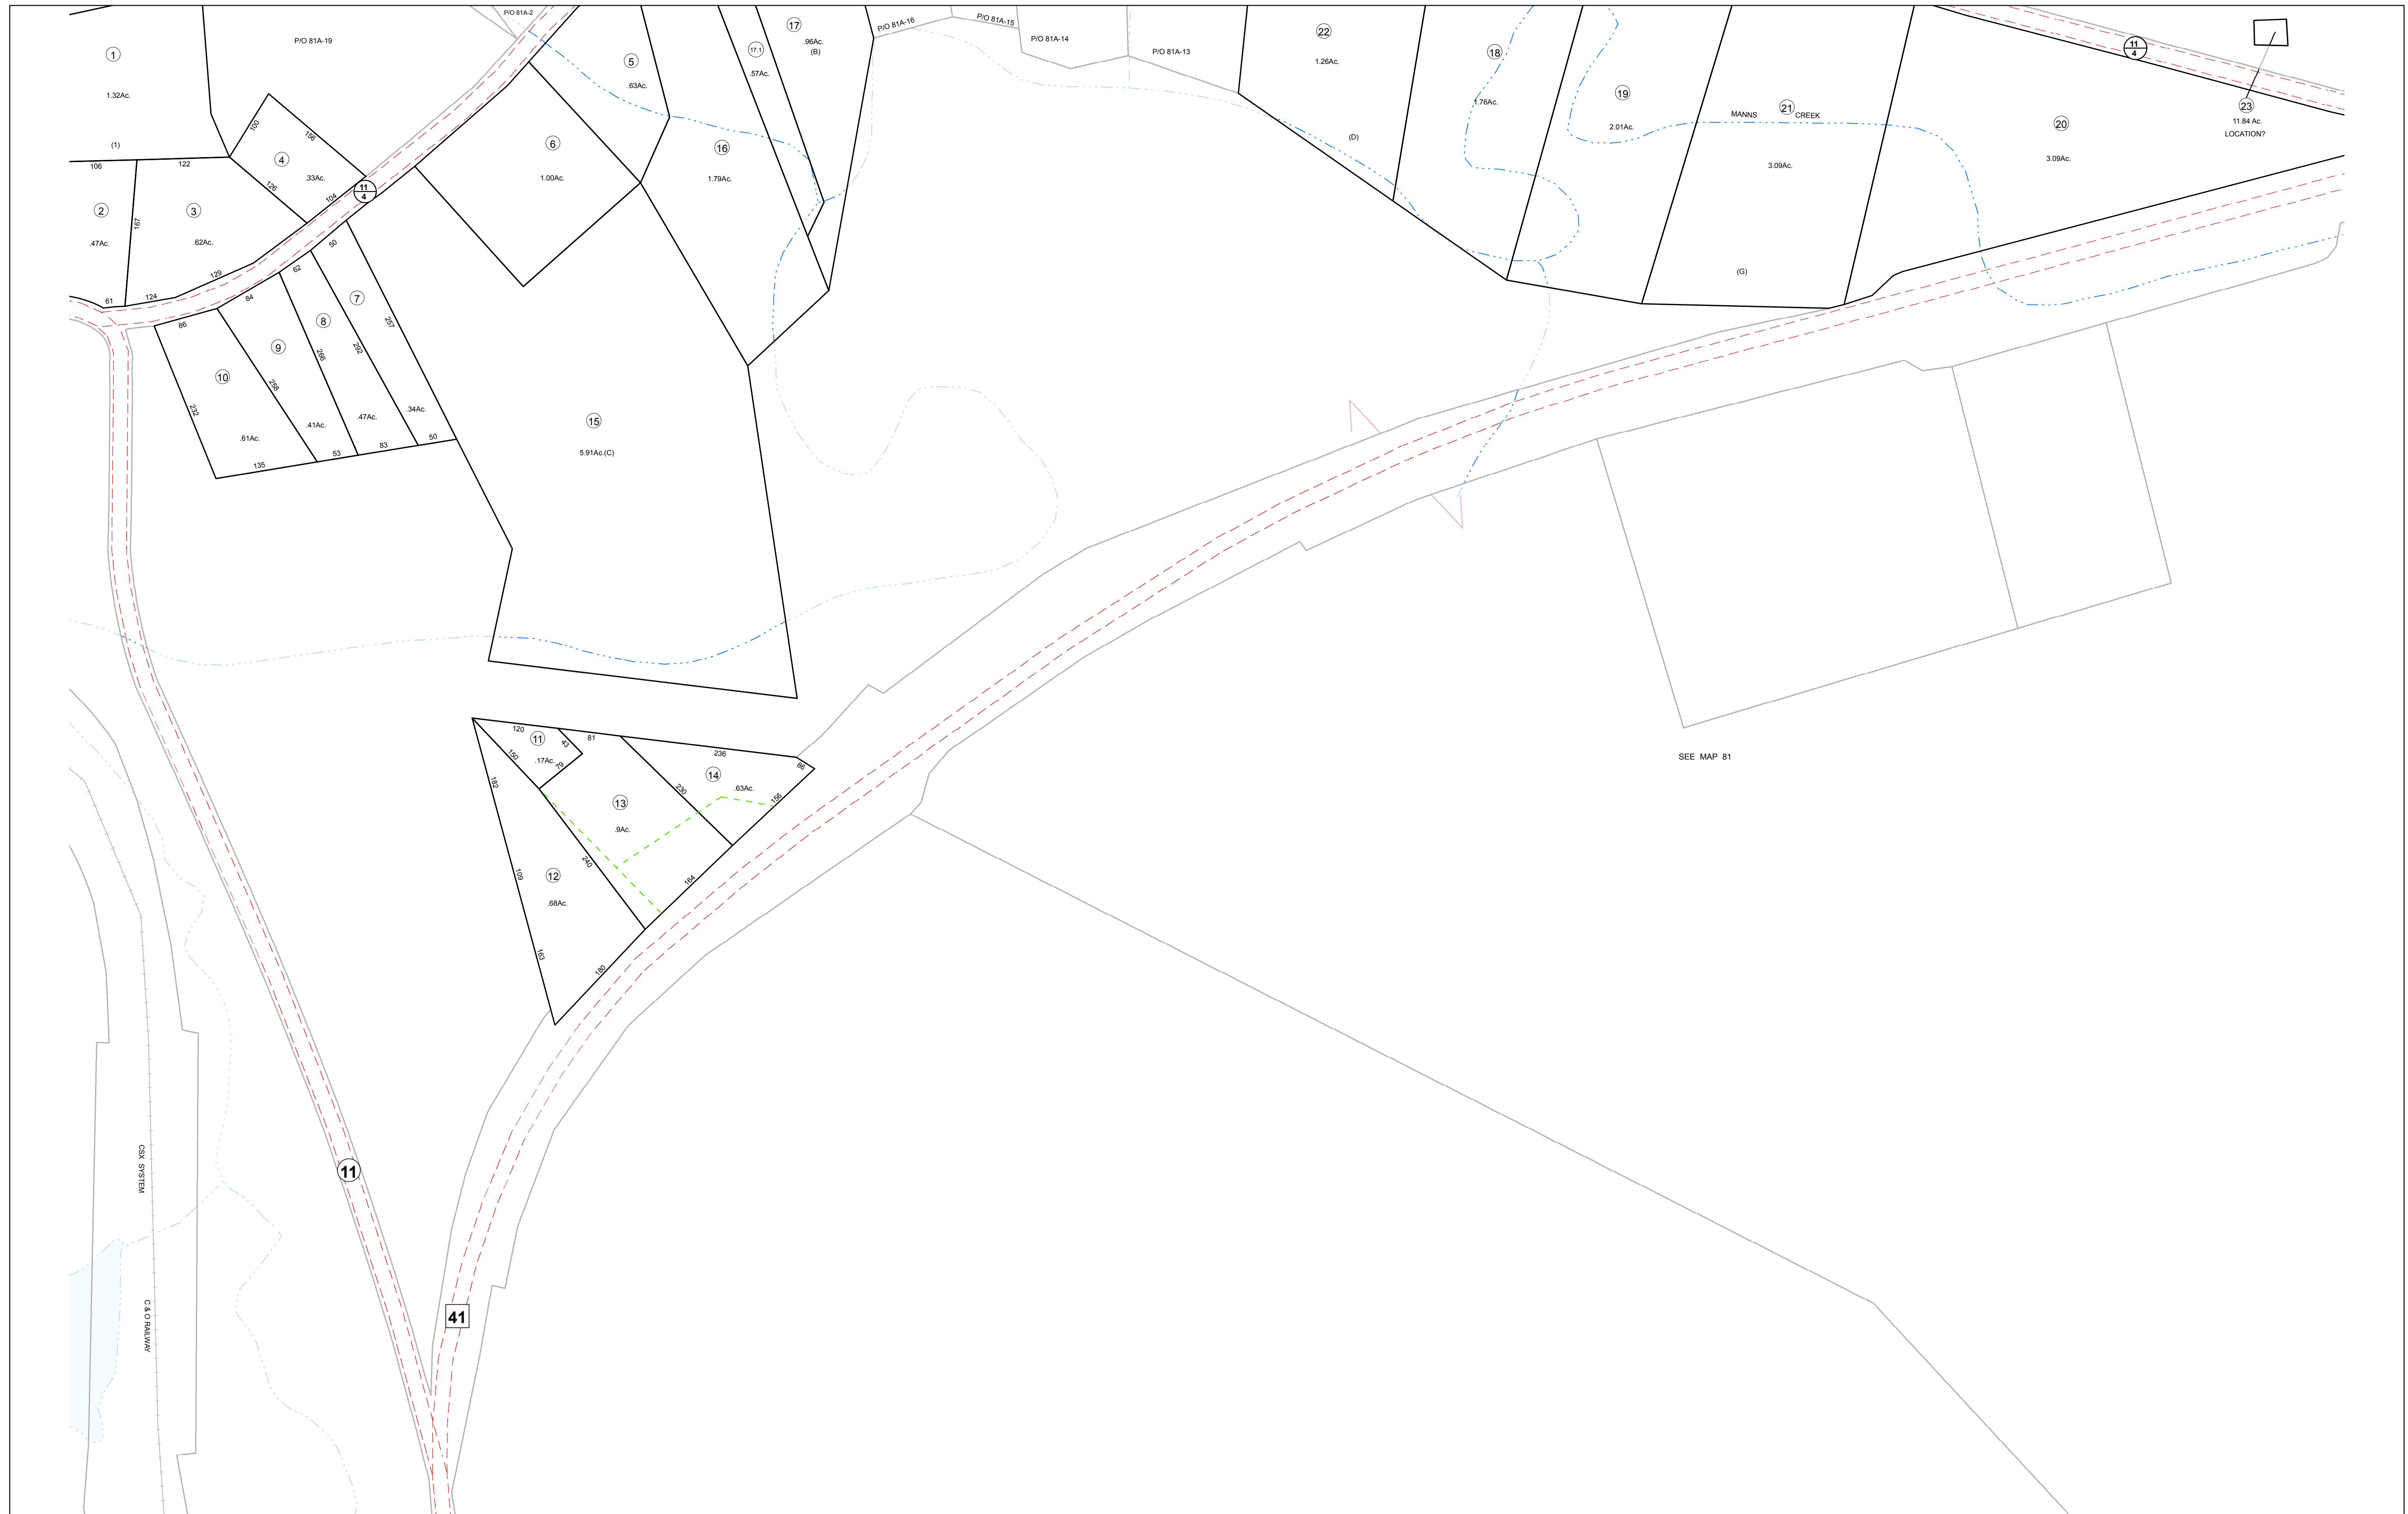 P/O 81A-2
1
P/O 81A-19
1.32Ac.
(1)
106
122
100
156
4
.33Ac.
126
104
11
4
2
.47Ac.
167
3
.62Ac.
129
61
124
5
.63Ac.
6
1.00Ac.
17.1
.57Ac.
17
.96Ac.
(B)
16
1.79Ac.
P/O 81A-16
P/O 81A-15
P/O 81A-14
P/O 81A-13
22
1.26Ac.
(D)
18
1.76Ac.
19
2.01Ac.
MANNS
21
CREEK
3.09Ac.
(G)
11
4
20
3.09Ac.
23
11.84 Ac.
LOCATION?
50
62
84
86
7
257
8
292
9
266
10
258
232
.34Ac.
.47Ac.
.41Ac.
.61Ac.
50
83
53
135
15
5.91Ac.(C)
120
11
43
81
236
86
150
.17Ac.
79
182
14
.63Ac.
230
156
13
.9Ac.
240
164
109
12
.68Ac.
163
180
SEE MAP 81
CSX SYSTEM
11
C & O RAILWAY
41